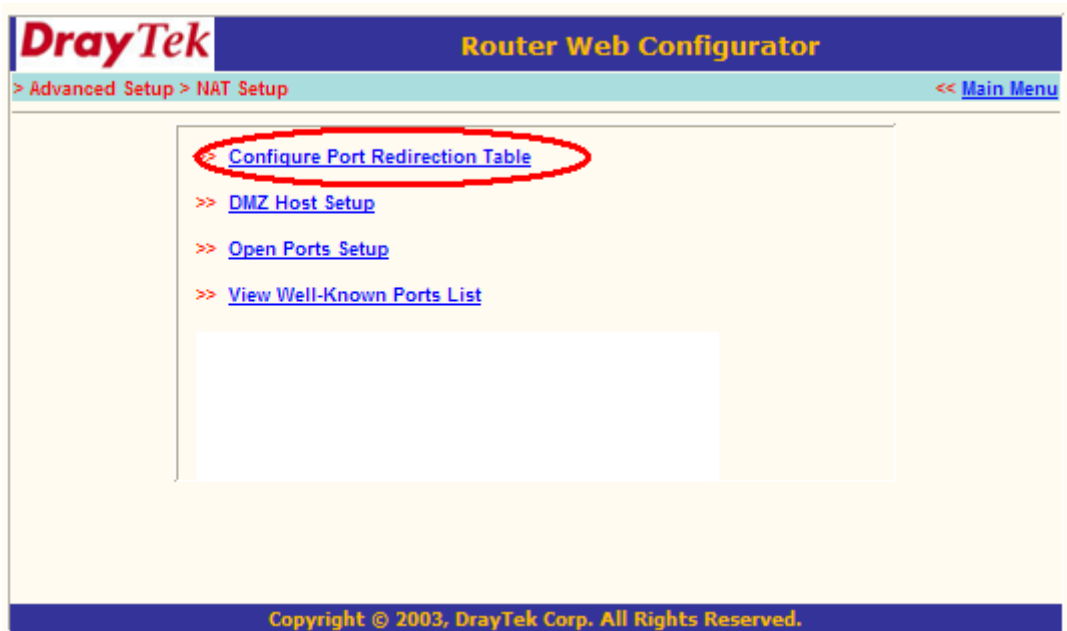 DrayTek
Router Web Configurator
> Advanced Setup > NAT Setup
<< Main Menu
>> Configure Port Redirection Table
>> DMZ Host Setup
>> Open Ports Setup
>> View Well-Known Ports List
Copyright © 2003, DrayTek Corp. All Rights Reserved.